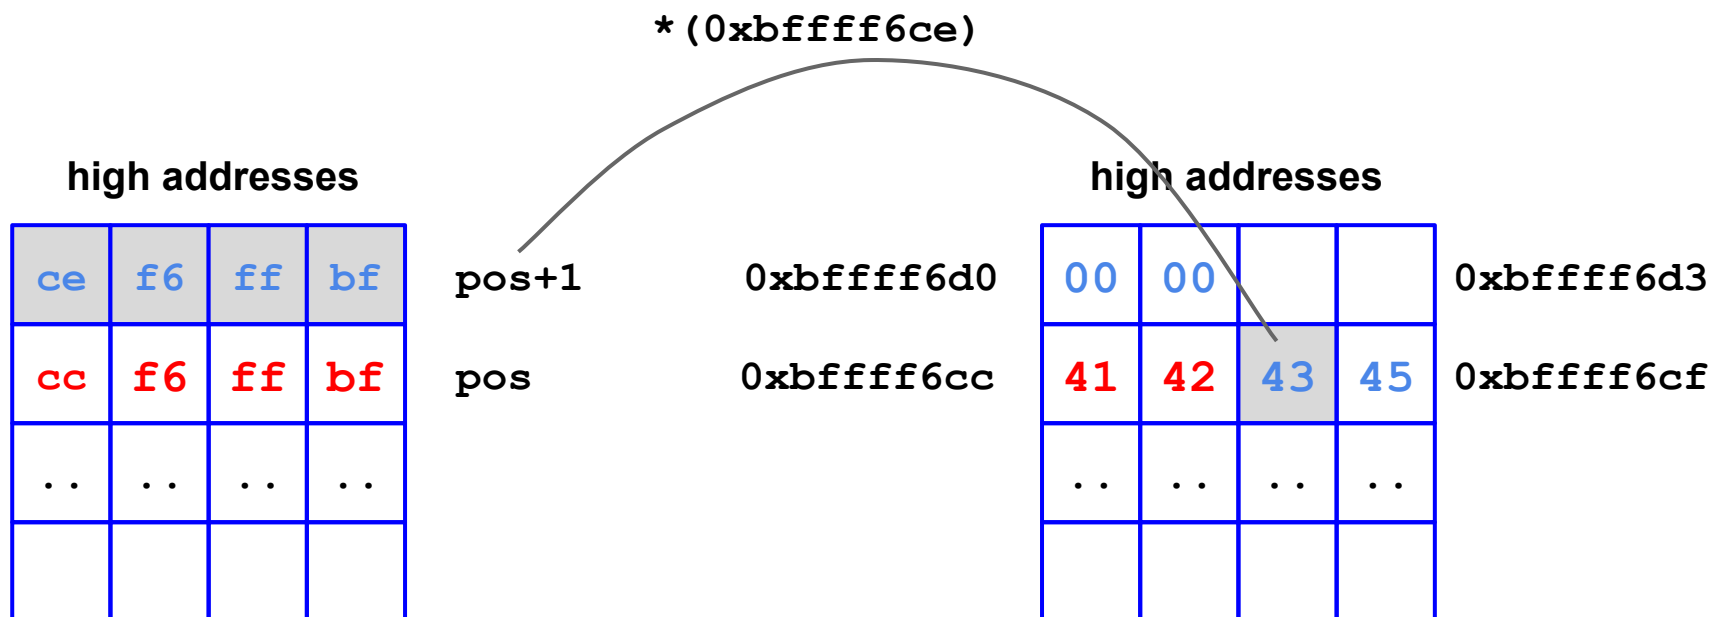 *(0xbffff6ce)
high addresses high addresses
ce f6 ff bf pos+1 0xbffff6d0 00 00 0xbffff6d3
cc f6 ff bf pos 0xbffff6cc 41 42 43 45 0xbffff6cf
.. .. .. .. .. .. .. ..